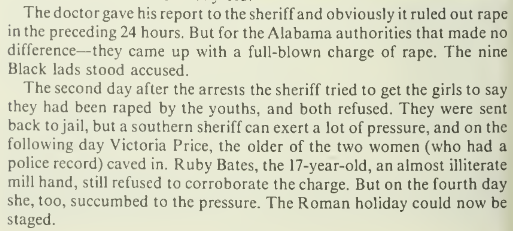 The doctor gave his report to the sheriff and obviously it ruled out rape
in the preceding 24 hours. But for the Alabama authorities that made no
difference—they came up with a full-blown charge of rape. The nine
Black lads stood accused.
The second day after the arrests the sheriff tried to get the girls to say
they had been raped by the youths, and both refused. They were sent
back to jail, but a southern sheriff can exert a lot of pressure, and on the
following day Victoria Price, the older of the two women (who had a
police record) caved in. Ruby Bates, the 17-year-old, an almost illiterate
mill hand, still refused to corroborate the charge. But on the fourth day
she, too, succumbed to the pressure. The Roman holiday could now be
staged.